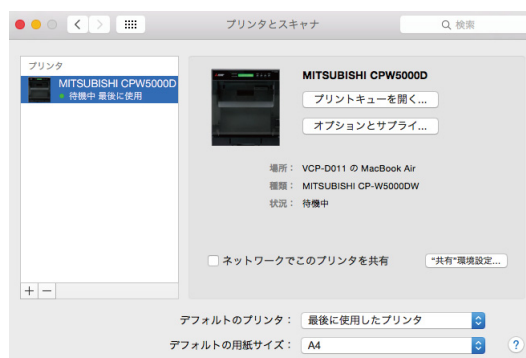 プリンタとスキャナ
検索
プリンタ
MITSUBISHI CPW5000D
待機中 最後に使用
MITSUBISHI CPW5000D
プリントキューを開く...
オプションとサプライ...
場所： VCP-D011 の MacBook Air
種類： MITSUBISHI CP-W5000DW
状況： 待機中
ネットワークでこのプリンタを共有
"共有"環境設定...
+ −
デフォルトのプリンタ： 最後に使用したプリンタ
デフォルトの用紙サイズ： A4
?